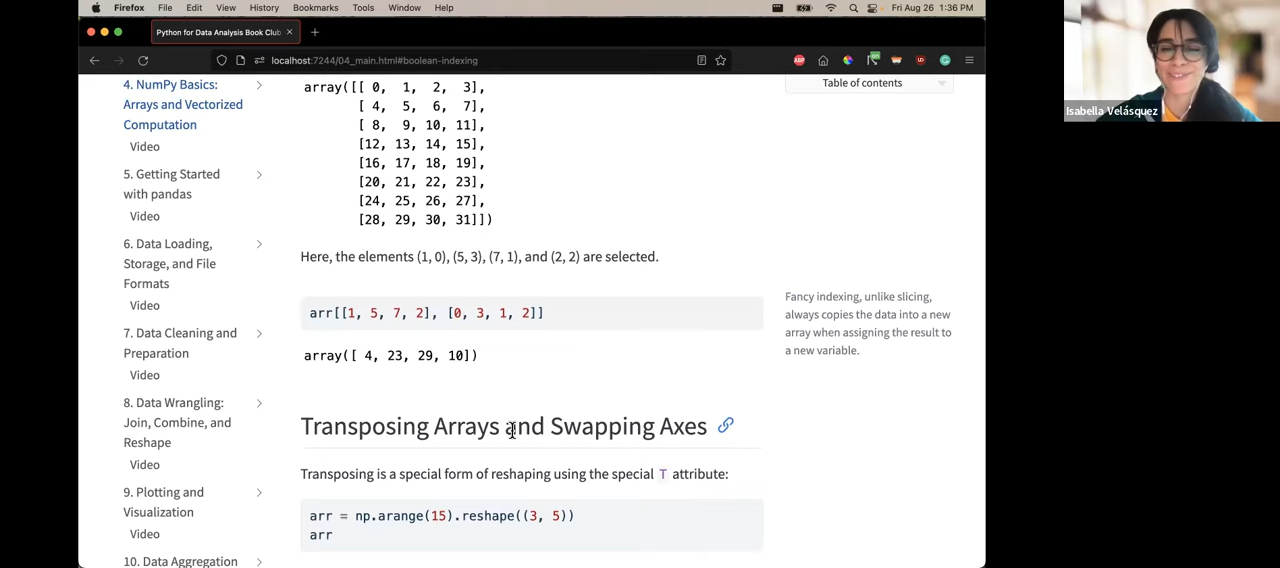 Firefox File Edit View History Bookmarks Tools Window Help Fri Aug 26 1:36 PM
Python for Data Analysis Book Club
localhost:7244/04_main.html#boolean-indexing
4. NumPy Basics:
Arrays and Vectorized
Computation
Video
5. Getting Started
with pandas
Video
6. Data Loading,
Storage, and File
Formats
Video
7. Data Cleaning and
Preparation
Video
8. Data Wrangling:
Join, Combine, and
Reshape
Video
9. Plotting and
Visualization
Video
10. Data Aggregation
array([[ 0, 1, 2, 3],
[ 4, 5, 6, 7],
[ 8, 9, 10, 11],
[12, 13, 14, 15],
[16, 17, 18, 19],
[20, 21, 22, 23],
[24, 25, 26, 27],
[28, 29, 30, 31]])
Here, the elements (1, 0), (5, 3), (7, 1), and (2, 2) are selected.
arr[[1, 5, 7, 2], [0, 3, 1, 2]]
array([ 4, 23, 29, 10])
Transposing Arrays and Swapping Axes
Transposing is a special form of reshaping using the special T attribute:
arr = np.arange(15).reshape((3, 5))
arr
Table of contents
Fancy indexing, unlike slicing,
always copies the data into a new
array when assigning the result to
a new variable.
Isabella Velásquez